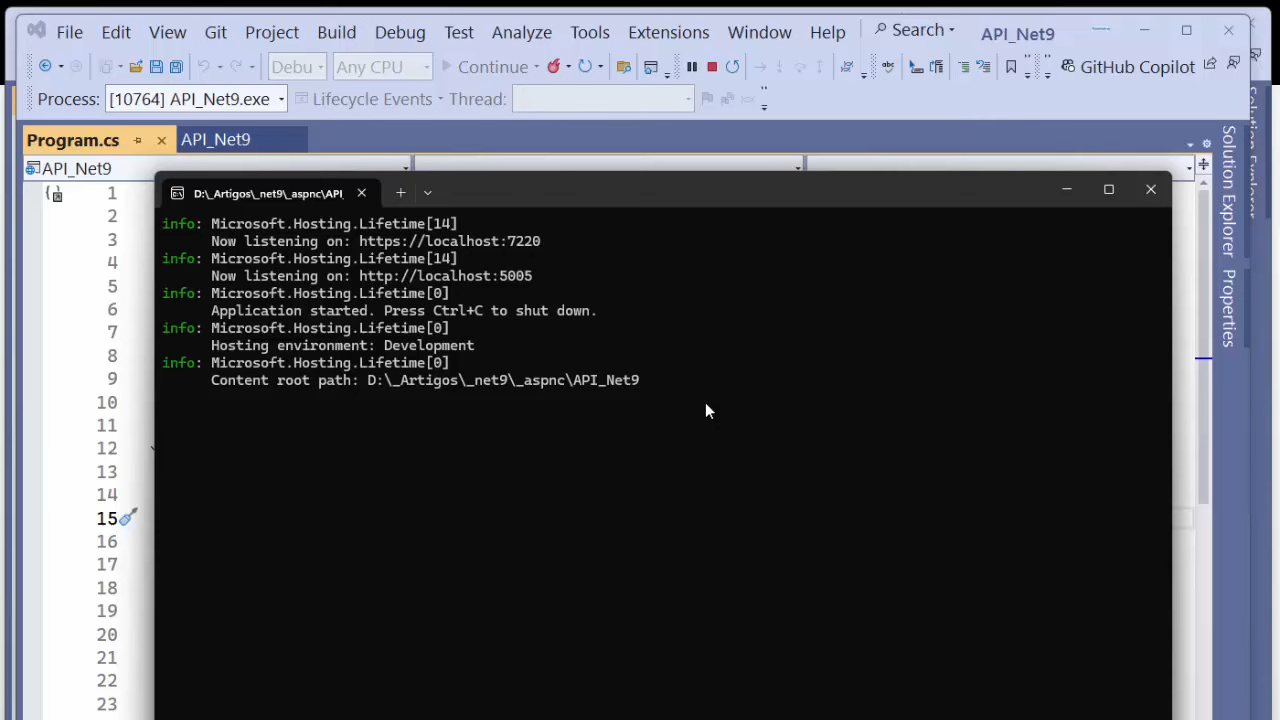 File Edit View Git Project Build Debug Test Analyze Tools Extensions Window Help Search API_Net9
Debu Any CPU Continue GitHub Copilot
Process: [10764] API_Net9.exe Lifecycle Events Thread:
Program.cs API_Net9
API_Net9
D:\_Artigos\_net9\_aspnc\API
info: Microsoft.Hosting.Lifetime[14]
Now listening on: https://localhost:7220
info: Microsoft.Hosting.Lifetime[14]
Now listening on: http://localhost:5005
info: Microsoft.Hosting.Lifetime[0]
Application started. Press Ctrl+C to shut down.
info: Microsoft.Hosting.Lifetime[0]
Hosting environment: Development
info: Microsoft.Hosting.Lifetime[0]
Content root path: D:\_Artigos\_net9\_aspnc\API_Net9
1
2
3
4
5
6
7
8
9
10
11
12
13
14
15
16
17
18
19
20
21
22
23
Solution Explorer
Properties